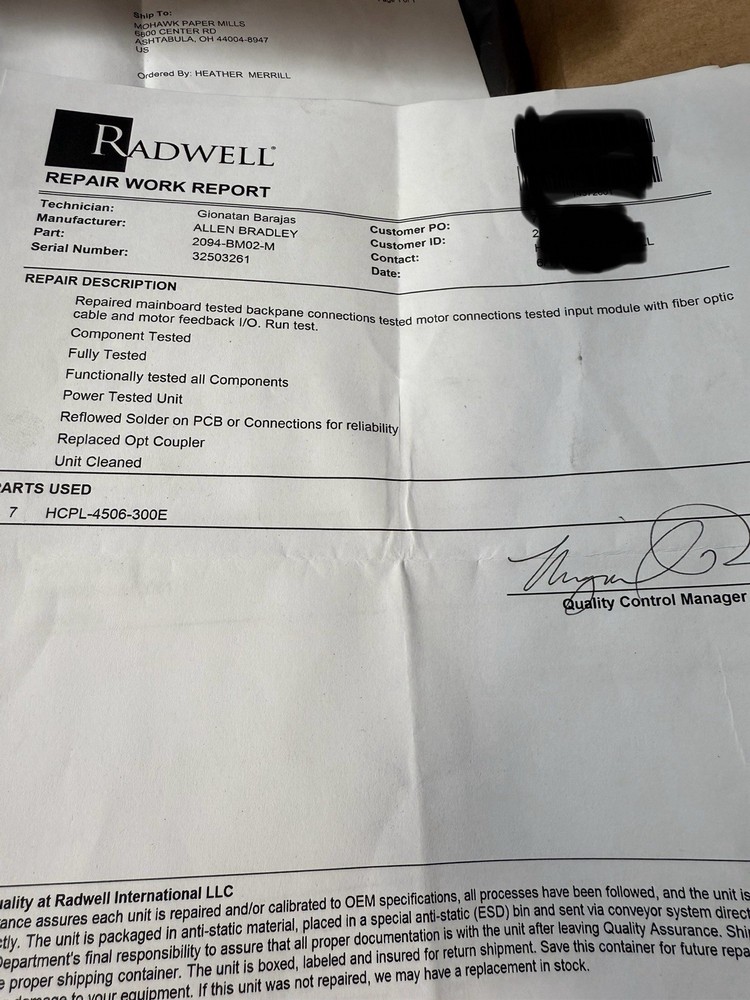 Ship To:
MOHAWK PAPER MILLS
6800 CENTER RD
ASHTABULA, OH 44004-8947
US
Ordered By: HEATHER MERRILL
RADWELL
REPAIR WORK REPORT
Technician: Gionatan Barajas
Manufacturer: ALLEN BRADLEY
Part: 2094-BM02-M
Serial Number: 32503261
Customer PO:
Customer ID: 2
Contact:
Date:
REPAIR DESCRIPTION
Repaired mainboard tested backpane connections tested motor connections tested input module with fiber optic
cable and motor feedback I/O. Run test.
Component Tested
Fully Tested
Functionally tested all Components
Power Tested Unit
Reflowed Solder on PCB or Connections for reliability
Replaced Opt Coupler
Unit Cleaned
ARTS USED
7 HCPL-4506-300E
Quality Control Manager
uality at Radwell International LLC
ance assures each unit is repaired and/or calibrated to OEM specifications, all processes have been followed, and the unit is
ctly. The unit is packaged in anti-static material, placed in a special anti-static (ESD) bin and sent via conveyor system direct
Department's final responsibility to assure that all proper documentation is with the unit after leaving Quality Assurance. Shi
e proper shipping container. The unit is boxed, labeled and insured for return shipment. Save this container for future repa
damage to your equipment. If this unit was not repaired, we may have a replacement in stock.